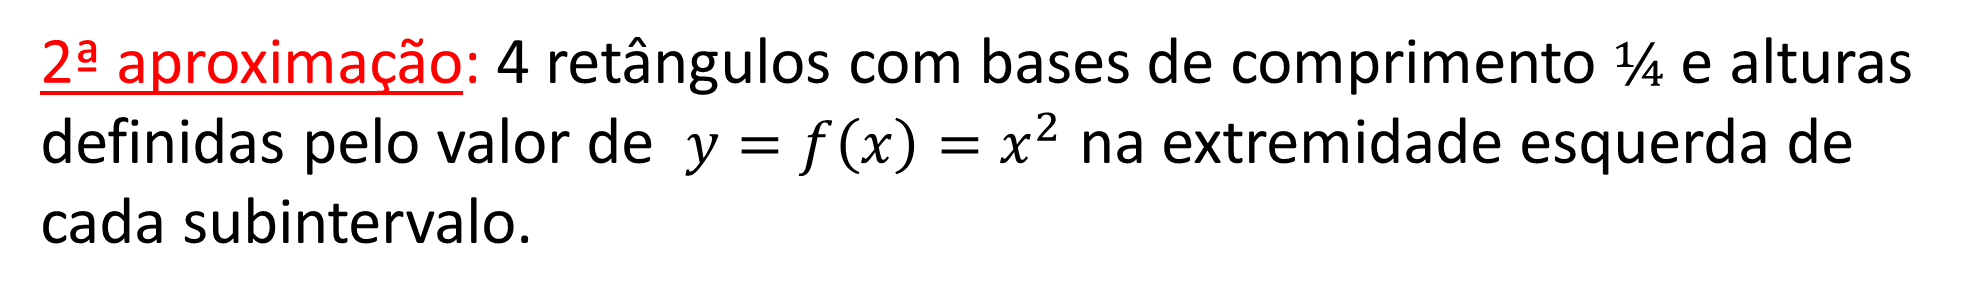 2ª aproximação: 4 retângulos com bases de comprimento ¼ e alturas
definidas pelo valor de y = f(x) = x² na extremidade esquerda de
cada subintervalo.